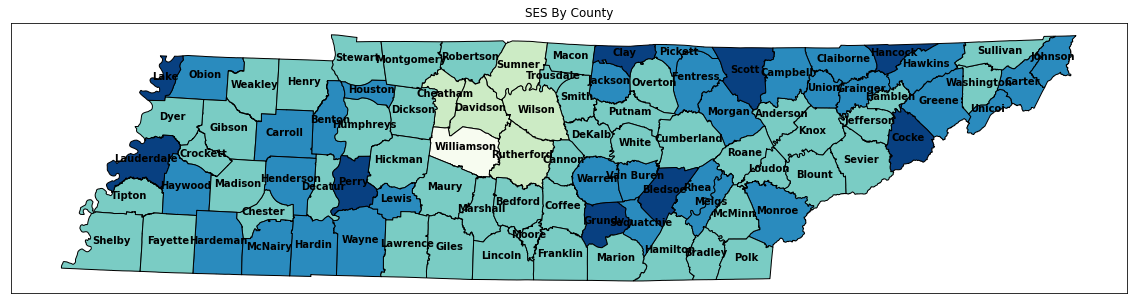 SES By County
Stewart
Montgomery
Robertson
Sumner
Macon
Clay
Pickett
Sullivan
Johnson
Lake
Obion
Weakley
Henry
Houston
Cheatham
Trousdale
Jackson
Overton
Fentress
Scott
Campbell
Claiborne
Hancock
Hawkins
Washington
Carter
Dickson
Davidson
Wilson
Smith
Putnam
Morgan
Anderson
Union
Grainger
Hamblen
Greene
Unicoi
Dyer
Gibson
Carroll
Benton
Humphreys
DeKalb
White
Cumberland
Knox
Jefferson
Cocke
Lauderdale
Crockett
Hickman
Williamson
Rutherford
Cannon
Roane
Loudon
Blount
Sevier
Tipton
Haywood
Madison
Henderson
Decatur
Perry
Lewis
Maury
Marshall
Bedford
Coffee
Warren
Van Buren
Bledsoe
Rhea
Meigs
McMinn
Monroe
Chester
Grundy
Sequatchie
Shelby
Fayette
Hardeman
McNairy
Hardin
Wayne
Lawrence
Giles
Lincoln
Moore
Franklin
Marion
Hamilton
Bradley
Polk